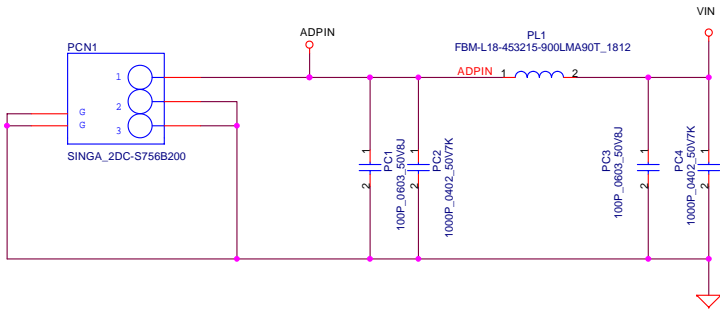 VIN
ADPIN
PCN1
PL1
FBM-L18-453215-900LMA90T_1812
1
ADPIN
1
2
2
3
G
G
SINGA_2DC-S756B200
1
2
PC1
100P_0603_50V8J
1
2
PC2
1000P_0402_50V7K
1
2
PC3
100P_0603_50V8J
1
2
PC4
1000P_0402_50V7K